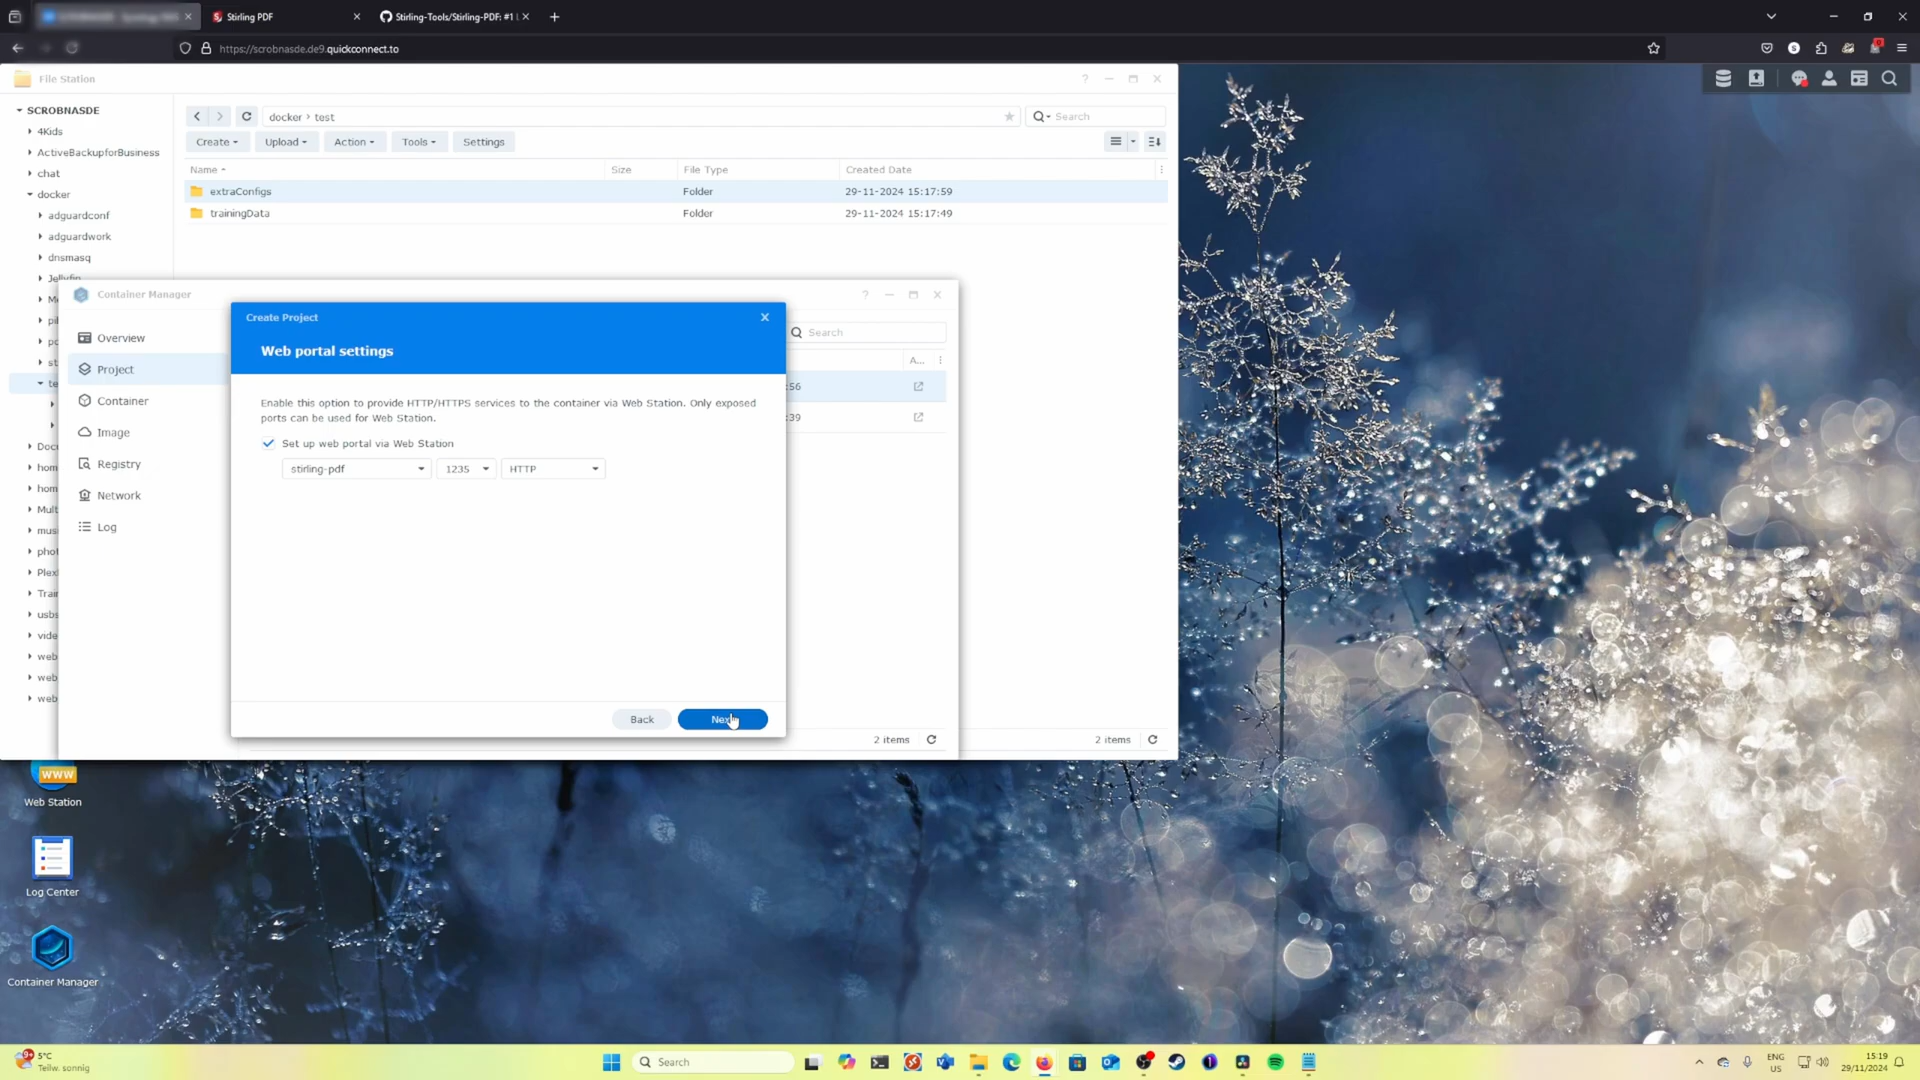 Stirling PDF
Stirling-Tools/Stirling-PDF: #1 L
https://scrobnasde.de9.quickconnect.to
File Station
SCROBNASDE
4Kids
ActiveBackupforBusiness
chat
docker
adguardconf
adguardwork
dnsmasq
docker › test
Search
Create
Upload
Action
Tools
Settings
Name
Size
File Type
Created Date
extraConfigs
Folder
29-11-2024 15:17:59
trainingData
Folder
29-11-2024 15:17:49
Container Manager
Overview
Project
Container
Image
Registry
Network
Log
Search
A...
:56
:39
2 items
2 items
Create Project
Web portal settings
Enable this option to provide HTTP/HTTPS services to the container via Web Station. Only exposed
ports can be used for Web Station.
Set up web portal via Web Station
stirling-pdf
1235
HTTP
Back
WWW
Web Station
Log Center
Container Manager
5°C
Teilw. sonnig
Search
ENG
US
15:19
29/11/2024